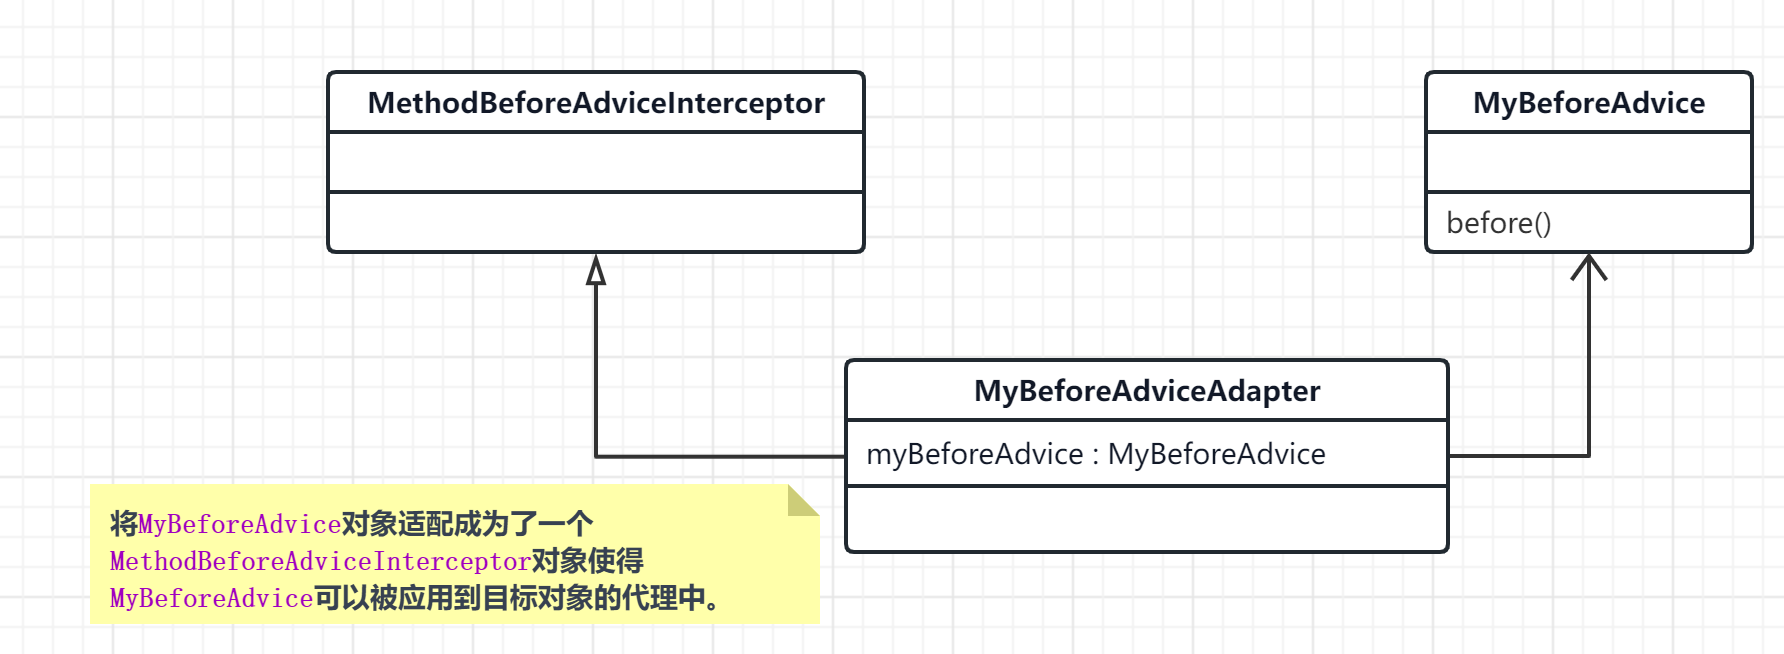 MethodBeforeAdviceInterceptor
MyBeforeAdvice
before()
MyBeforeAdviceAdapter
myBeforeAdvice : MyBeforeAdvice
将MyBeforeAdvice对象适配成为了一个
MethodBeforeAdviceInterceptor对象使得
MyBeforeAdvice可以被应用到目标对象的代理中。